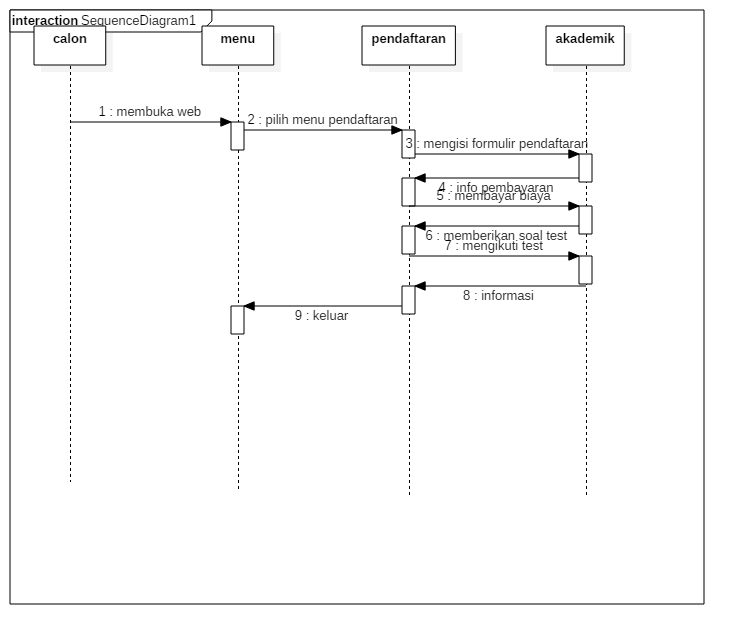 interaction SequenceDiagram1
calon
menu
pendaftaran
akademik
1 : membuka web
2 : pilih menu pendaftaran
3 : mengisi formulir pendaftaran
4 : info pembayaran
5 : membayar biaya
6 : memberikan soal test
7 : mengikuti test
8 : informasi
9 : keluar